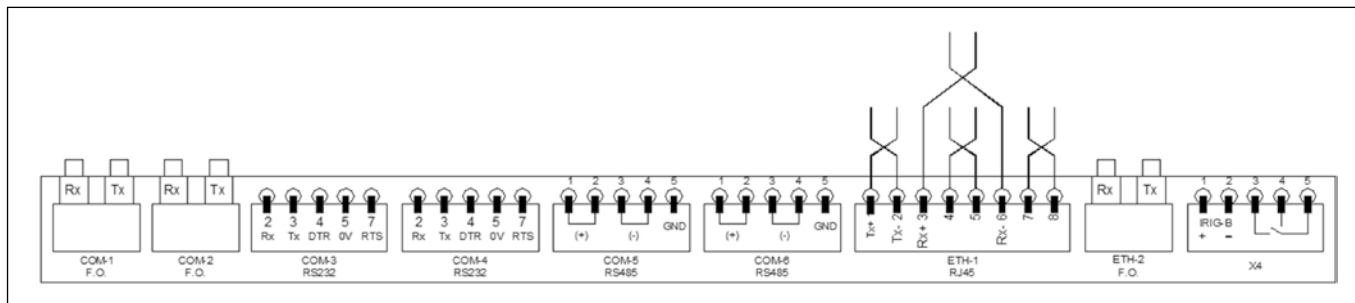 Rx Tx
COM-1
F.O.
Rx Tx
COM-2
F.O.
2 3 4 5 7
Rx Tx DTR 0V RTS
COM-3
RS232
2 3 4 5 7
Rx Tx DTR 0V RTS
COM-4
RS232
1 2 3 4 5
(+) (-) GND
COM-5
RS485
1 2 3 4 5
(+) (-) GND
COM-6
RS485
Tx+ 1 Tx- 2 Rx+ 3 4 5 Rx- 6 7 8
ETH-1
RJ45
Rx Tx
ETH-2
F.O.
1 2 3 4 5
IRIG-B
+ -
X4